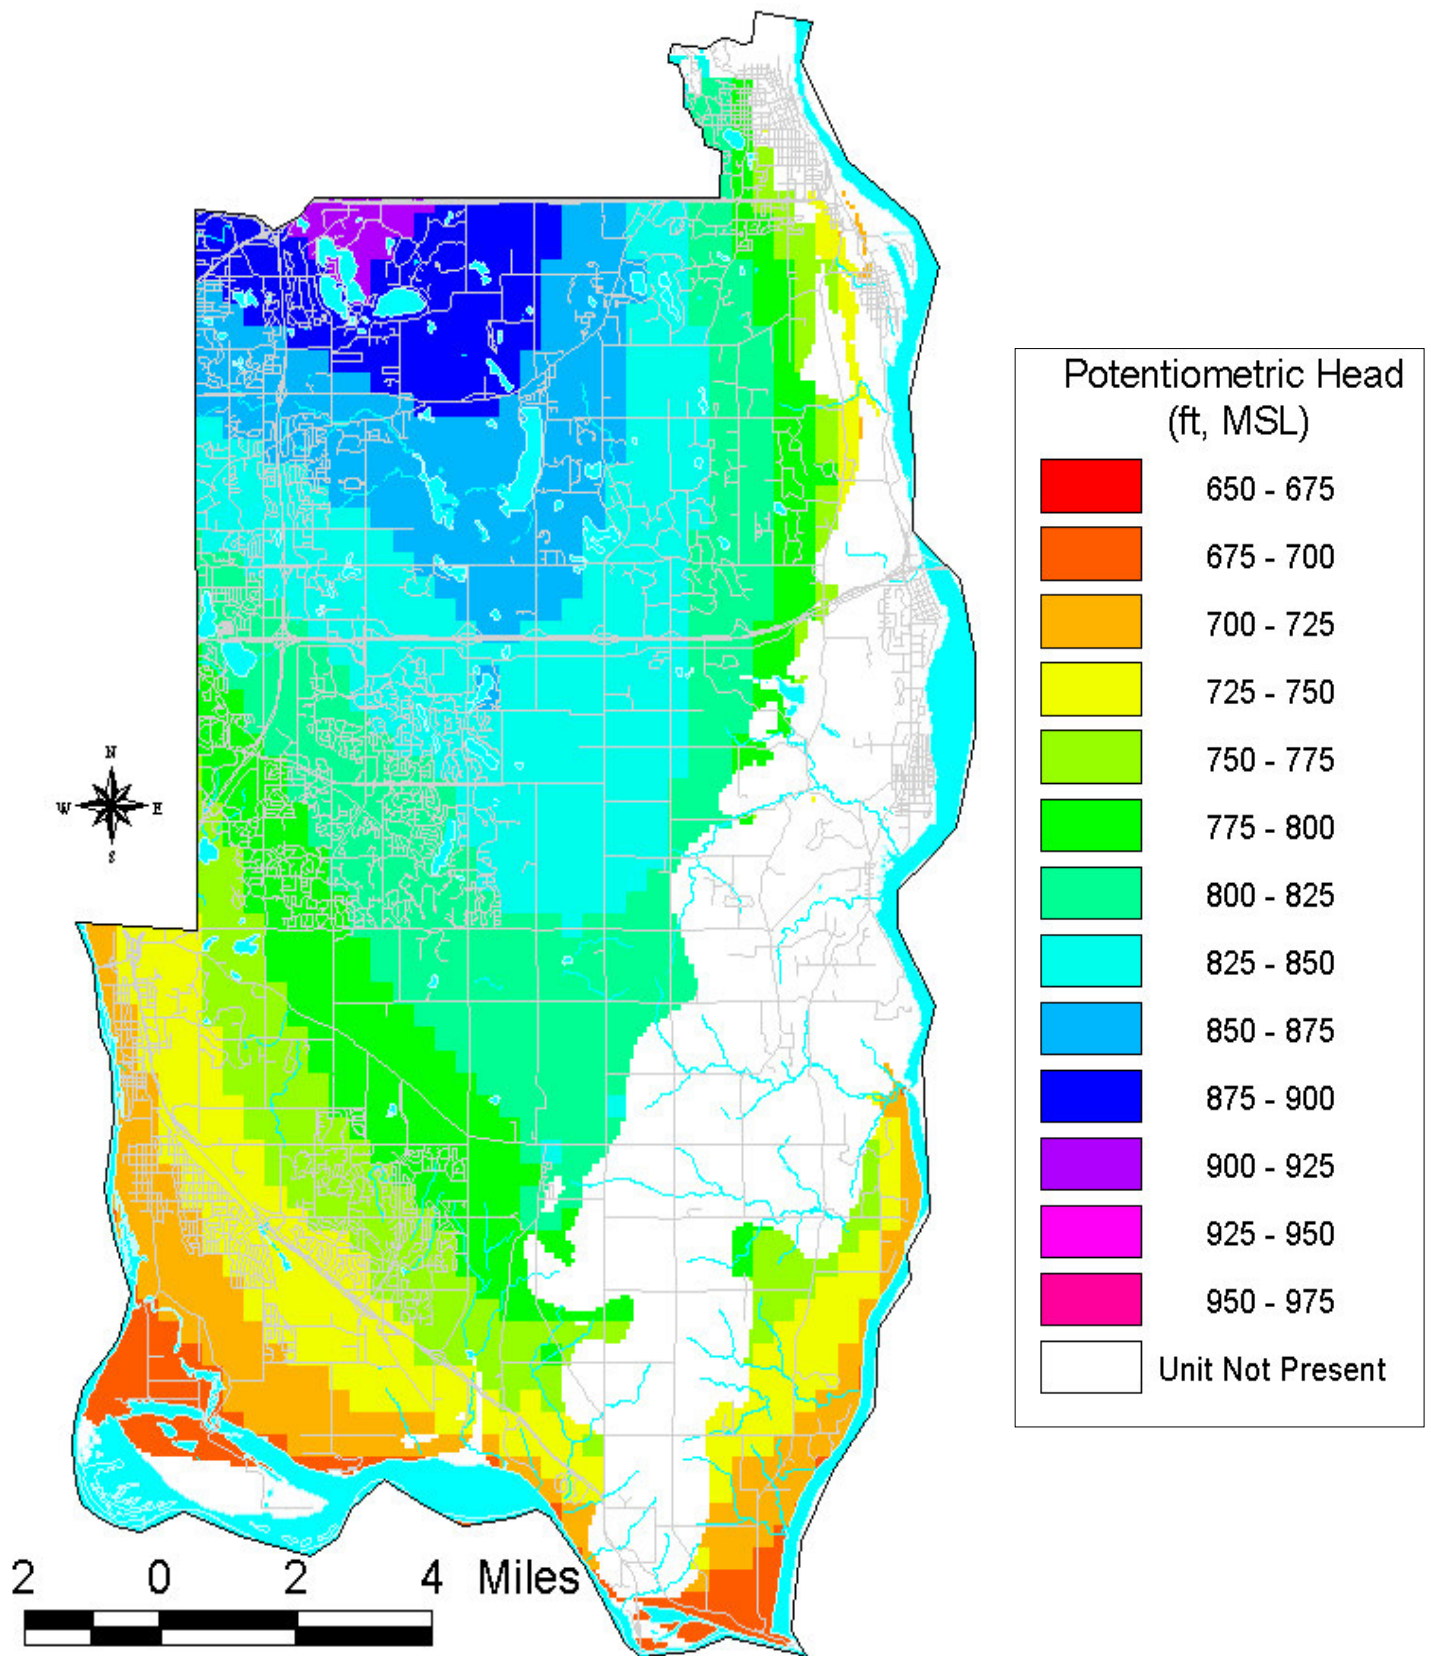 Potentiometric Head
(ft, MSL)
650 - 675
675 - 700
700 - 725
725 - 750
750 - 775
775 - 800
800 - 825
825 - 850
850 - 875
875 - 900
900 - 925
925 - 950
950 - 975
Unit Not Present
N
W E
S
2 0 2 4 Miles